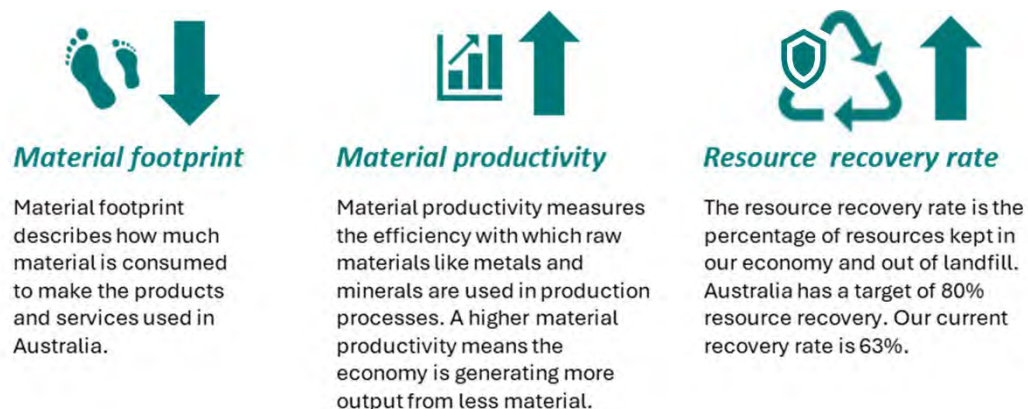 Material footprint
Material footprint
describes how much
material is consumed
to make the products
and services used in
Australia.
Material productivity
Material productivity measures
the efficiency with which raw
materials like metals and
minerals are used in production
processes. A higher material
productivity means the
economy is generating more
output from less material.
Resource recovery rate
The resource recovery rate is the
percentage of resources kept in
our economy and out of landfill.
Australia has a target of 80%
resource recovery. Our current
recovery rate is 63%.